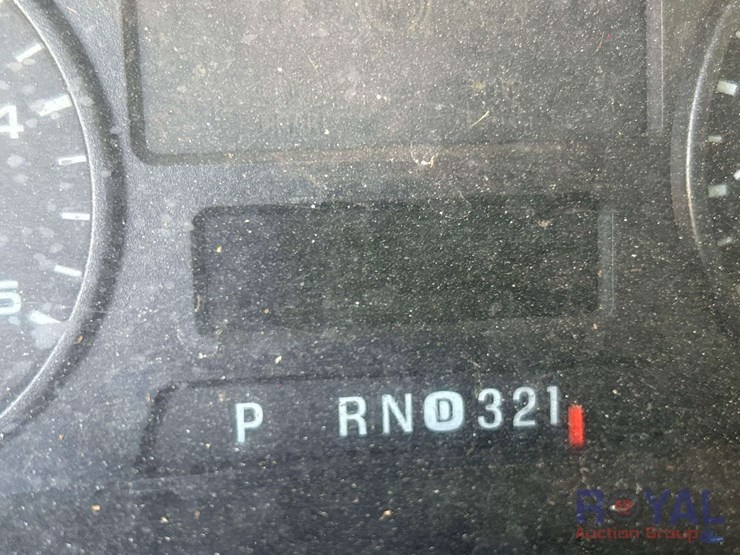 4
5
P RND321
ROYAL
Auction Group